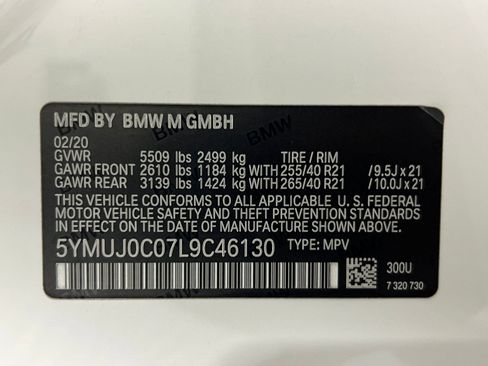 MFD BY BMW M GMBH
02/20
GVWR 5509 lbs 2499 kg TIRE / RIM
GAWR FRONT 2610 lbs 1184 kg WITH 255/40 R21 / 9.5J x 21
GAWR REAR 3139 lbs 1424 kg WITH 265/40 R21 / 10.0J x 21
THIS VEHICLE CONFORMS TO ALL APPLICABLE U. S. FEDERAL
MOTOR VEHICLE SAFETY AND THEFT PREVENTION STANDARDS
IN EFFECT ON THE DATE OF MANUFACTURE SHOWN ABOVE.
5YMUJ0C07L9C46130 TYPE: MPV
300U
7 320 730